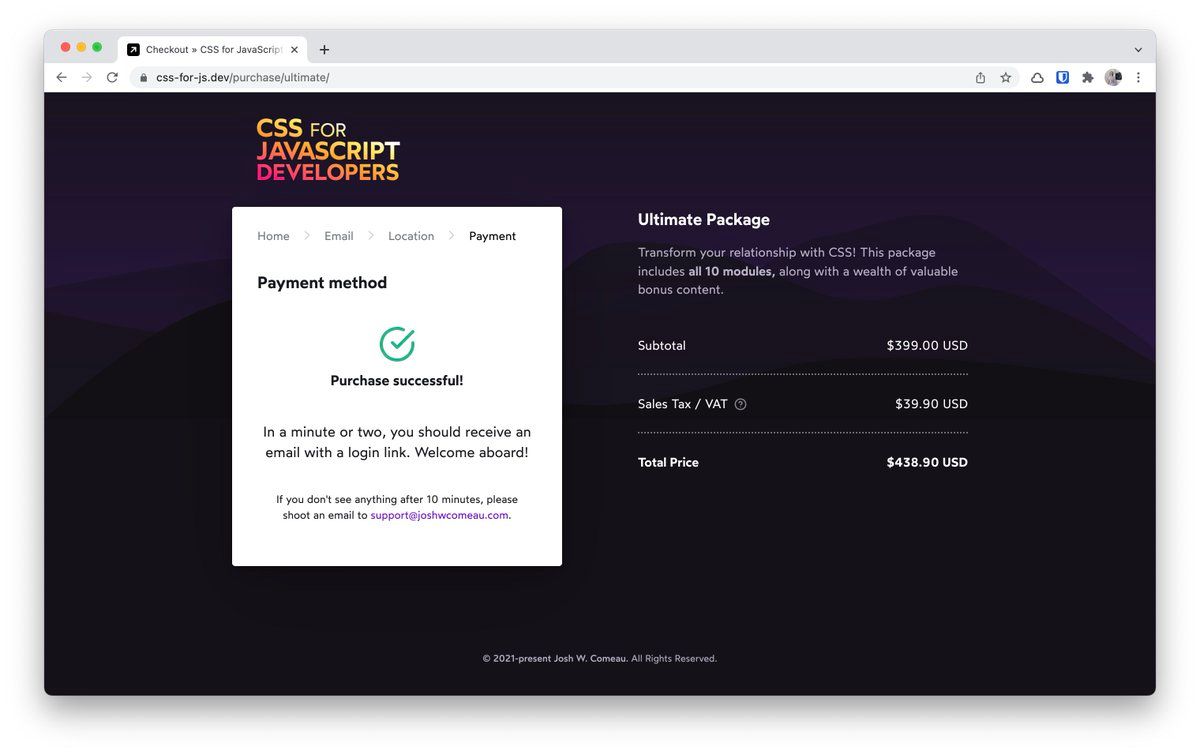 Checkout » CSS for JavaScript
css-for-js.dev/purchase/ultimate/
CSS FOR
JAVASCRIPT
DEVELOPERS
Home Email Location Payment
Payment method
Purchase successful!
In a minute or two, you should receive an
email with a login link. Welcome aboard!
If you don't see anything after 10 minutes, please
shoot an email to support@joshwcomeau.com.
Ultimate Package
Transform your relationship with CSS! This package
includes all 10 modules, along with a wealth of valuable
bonus content.
Subtotal $399.00 USD
Sales Tax / VAT ? $39.90 USD
Total Price $438.90 USD
© 2021-present Josh W. Comeau. All Rights Reserved.